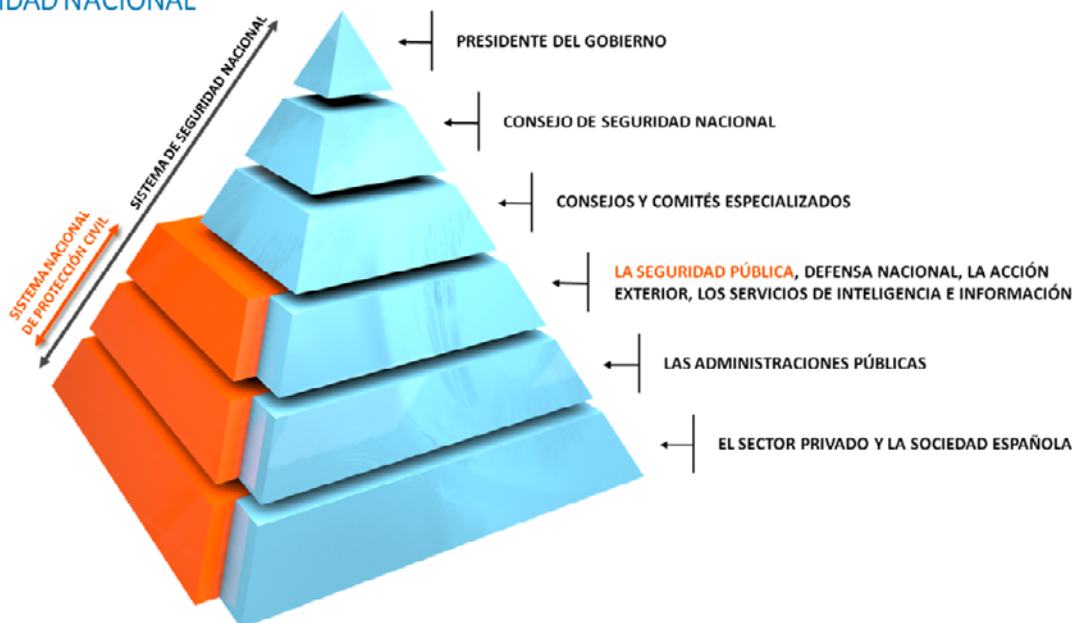 IDAD NACIONAL
SISTEMA DE SEGURIDAD NACIONAL
SISTEMA NACIONAL
DE PROTECCIÓN CIVIL
PRESIDENTE DEL GOBIERNO
CONSEJO DE SEGURIDAD NACIONAL
CONSEJOS Y COMITÉS ESPECIALIZADOS
LA SEGURIDAD PÚBLICA, DEFENSA NACIONAL, LA ACCIÓN
EXTERIOR, LOS SERVICIOS DE INTELIGENCIA E INFORMACIÓN
LAS ADMINISTRACIONES PÚBLICAS
EL SECTOR PRIVADO Y LA SOCIEDAD ESPAÑOLA